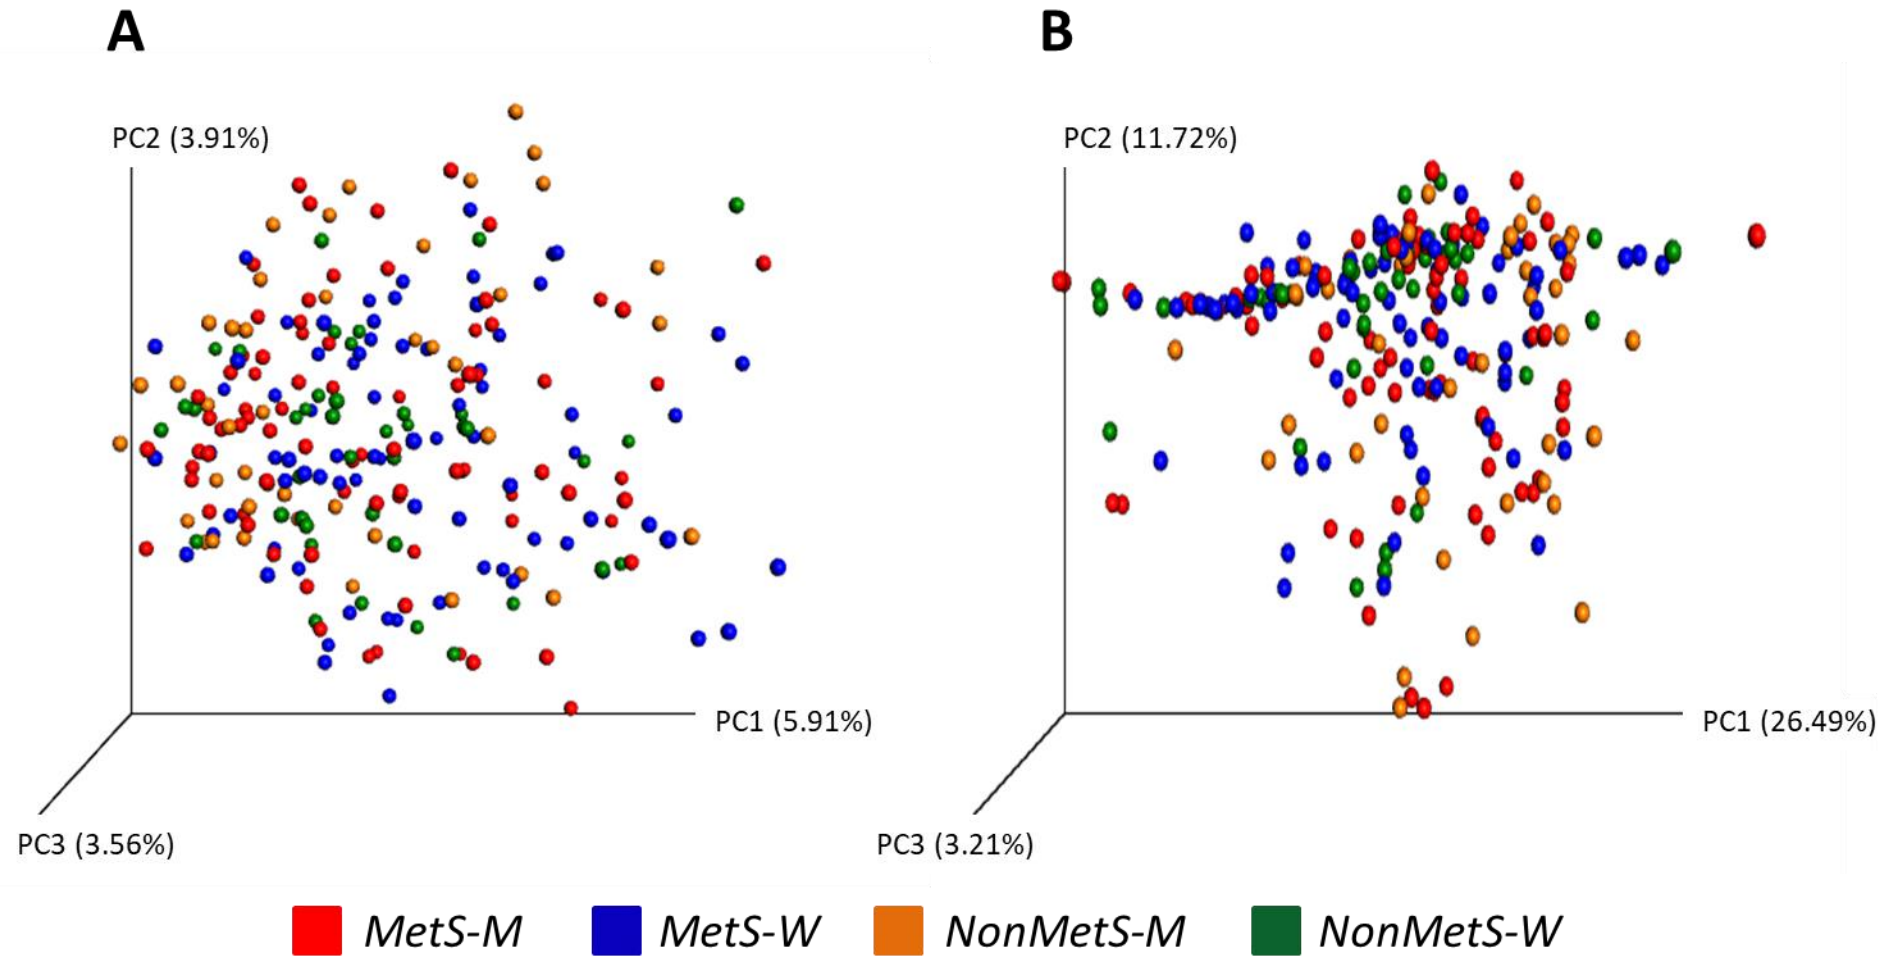 A
B
PC2 (3.91%)
PC2 (11.72%)
PC1 (5.91%)
PC1 (26.49%)
PC3 (3.56%)
PC3 (3.21%)
MetS-M MetS-W NonMetS-M NonMetS-W